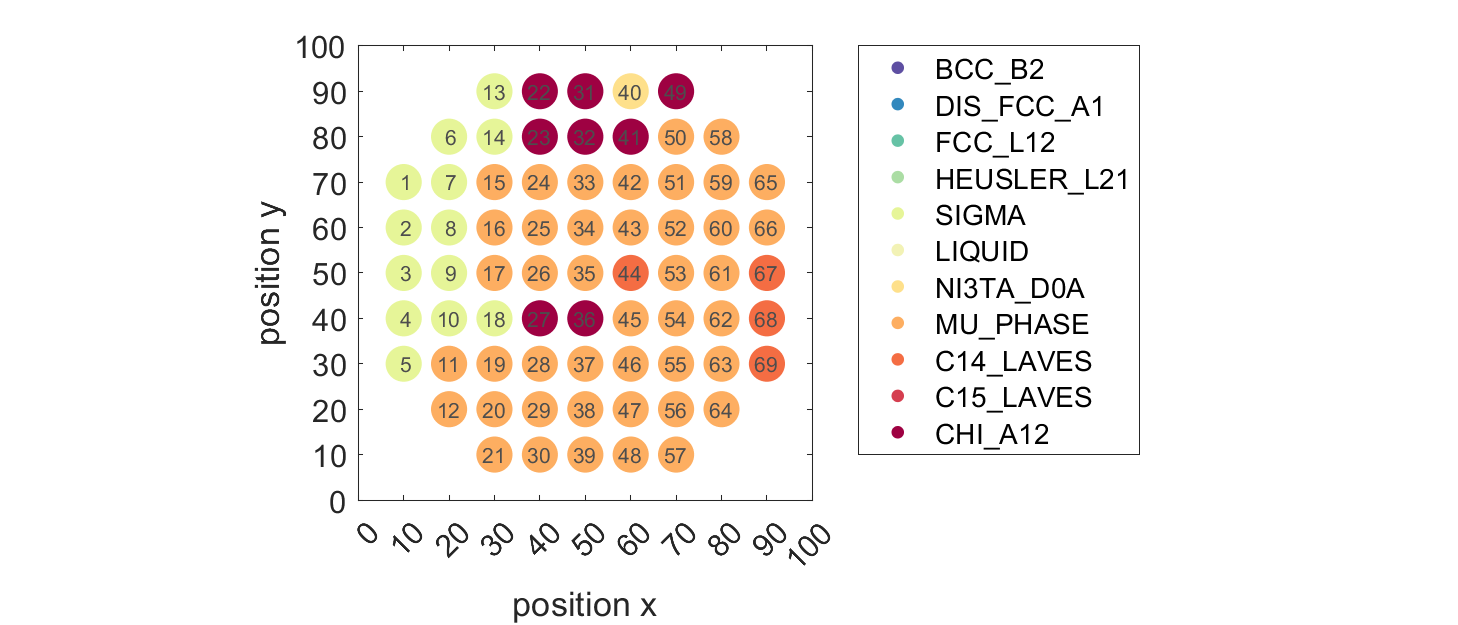 100
90
80
70
60
50
40
30
20
10
0
position y
13 22 31 40 49
6 14 23 32 41 50 58
1 7 15 24 33 42 51 59 65
2 8 16 25 34 43 52 60 66
3 9 17 26 35 44 53 61 67
4 10 18 27 36 45 54 62 68
5 11 19 28 37 46 55 63 69
12 20 29 38 47 56 64
21 30 39 48 57
0 10 20 30 40 50 60 70 80 90 100
position x
BCC_B2
DIS_FCC_A1
FCC_L12
HEUSLER_L21
SIGMA
LIQUID
NI3TA_D0A
MU_PHASE
C14_LAVES
C15_LAVES
CHI_A12